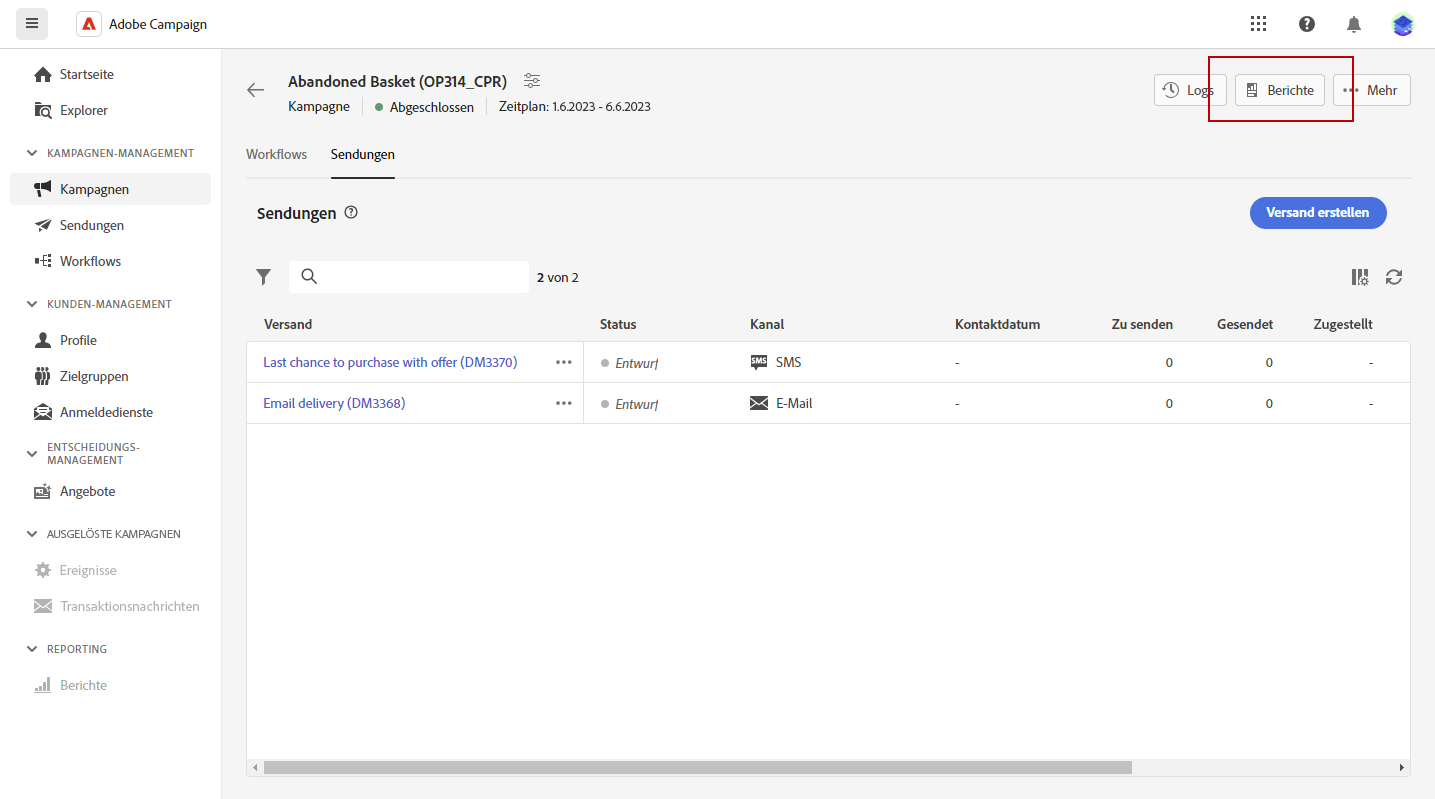 Adobe Campaign
Startseite
Explorer
KAMPAGNEN-MANAGEMENT
Kampagnen
Sendungen
Workflows
KUNDEN-MANAGEMENT
Profile
Zielgruppen
Anmeldedienste
ENTSCHEIDUNGS-
MANAGEMENT
Angebote
AUSGELÖSTE KAMPAGNEN
Ereignisse
Transaktionsnachrichten
REPORTING
Berichte
Abandoned Basket (OP314_CPR)
Kampagne Abgeschlossen Zeitplan: 1.6.2023 - 6.6.2023
Logs Berichte Mehr
Workflows Sendungen
Sendungen
Versand erstellen
2 von 2
Versand Status Kanal Kontaktdatum Zu senden Gesendet Zugestellt
Last chance to purchase with offer (DM3370) Entwurf SMS SMS - 0 0 -
Email delivery (DM3368) Entwurf E-Mail - 0 0 -